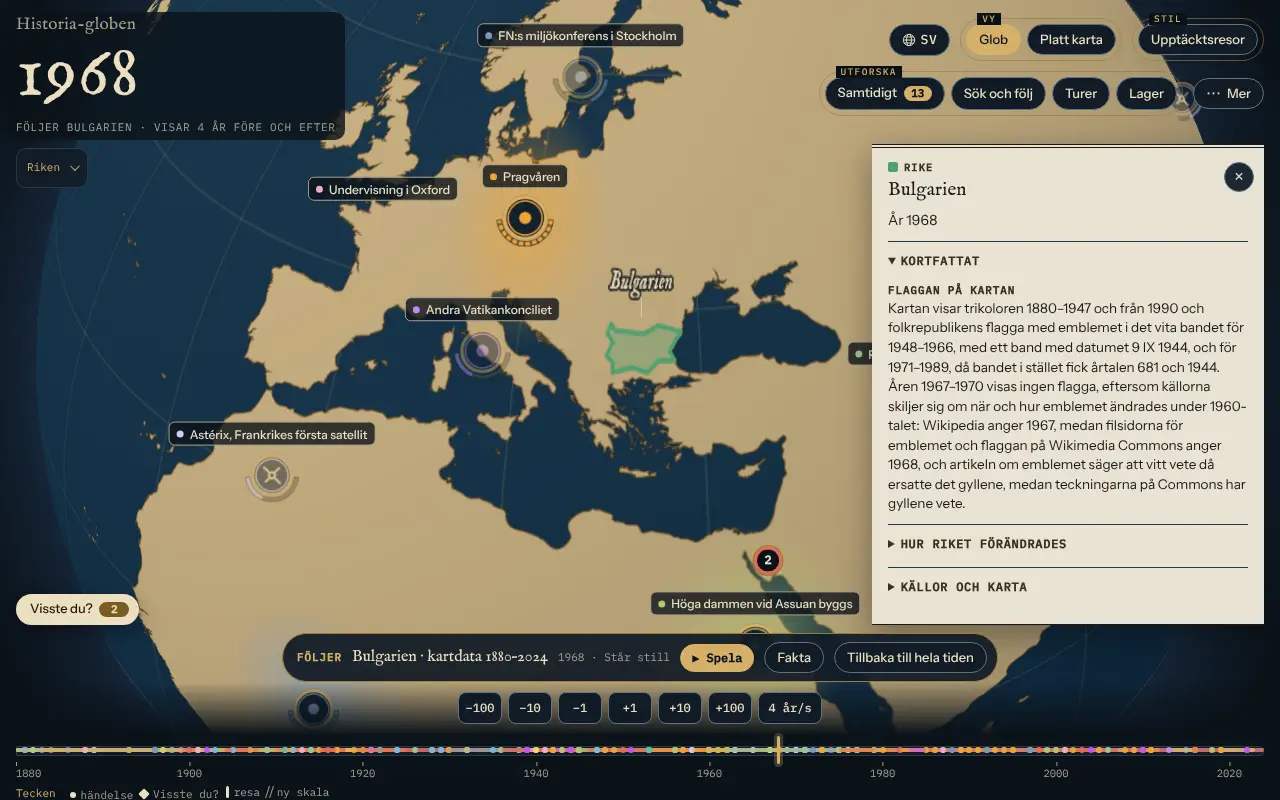 Historia-globen
1968
FÖLJER BULGARIEN · VISAR 4 ÅR FÖRE OCH EFTER
Riken
SV
VY
Glob
Platt karta
STIL
Upptäcktsresor
UTFORSKA
Samtidigt 13
Sök och följ
Turer
Lager
··· Mer
FN:s miljökonferens i Stockholm
Pragvåren
Undervisning i Oxford
Bulgarien
Andra Vatikankonciliet
Astérix, Frankrikes första satellit
2
Höga dammen vid Assuan byggs
RIKE
Bulgarien
×
År 1968
▼ KORTFATTAT
FLAGGAN PÅ KARTAN
Kartan visar trikoloren 1880–1947 och från 1990 och
folkrepublikens flagga med emblemet i det vita bandet för
1948–1966, med ett band med datumet 9 IX 1944, och för
1971–1989, då bandet i stället fick årtalen 681 och 1944.
Åren 1967–1970 visas ingen flagga, eftersom källorna
skiljer sig om när och hur emblemet ändrades under 1960-
talet: Wikipedia anger 1967, medan filsidorna för
emblemet och flaggan på Wikimedia Commons anger
1968, och artikeln om emblemet säger att vitt vete då
ersatte det gyllene, medan teckningarna på Commons har
gyllene vete.
▶ HUR RIKET FÖRÄNDRADES
▶ KÄLLOR OCH KARTA
Visste du? 2
FÖLJER Bulgarien · kartdata 1880–2024 1968 · Står still
▶ Spela
Fakta
Tillbaka till hela tiden
−100 −10 −1 +1 +10 +100 4 år/s
1880 1900 1920 1940 1960 1980 2000 2020
Tecken händelse Visste du? resa // ny skala